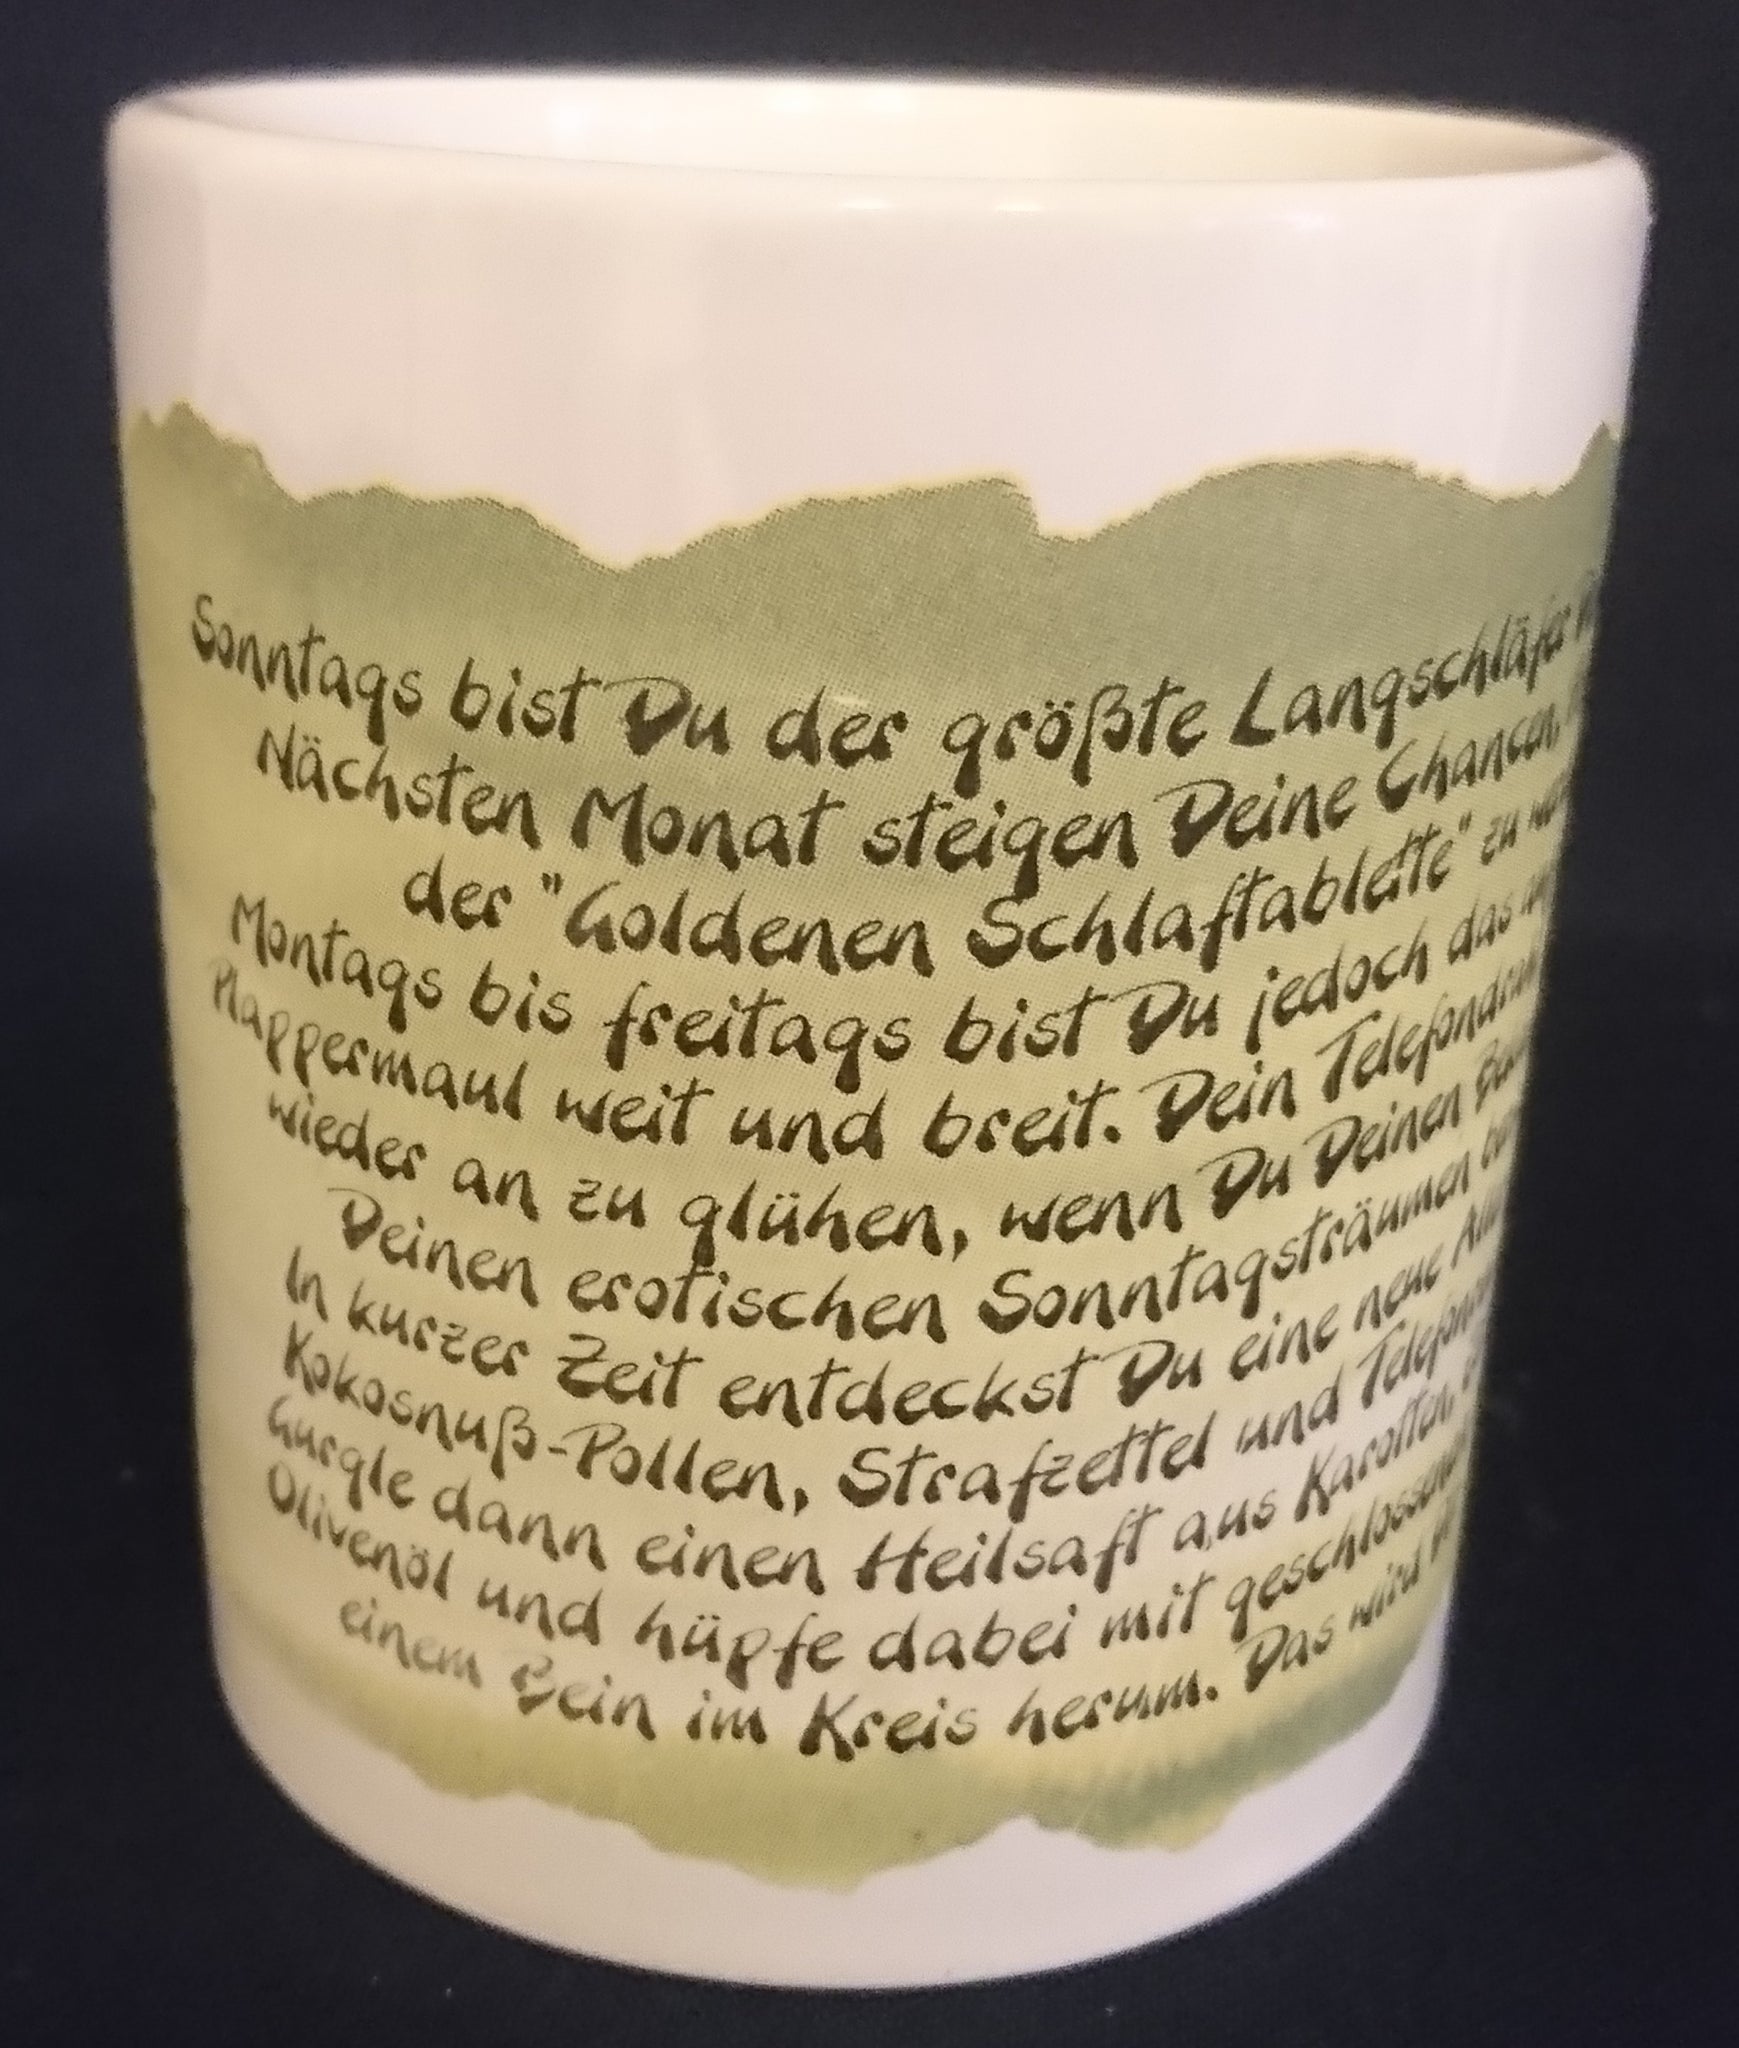 Sonntags bist Du der größte Langschläfer
Nächsten Monat steigen Deine Chancen,
der "Goldenen Schlaftablette" zu
Montags bis freitags bist Du jedoch das
Plappermaul weit und breit. Dein
wieder an zu glühen, wenn Du Deinen
Deinen erotischen Sonntagsträumen
In kurzer Zeit entdeckst Du eine neue
Kokosnuß-Pollen, Strafzettel und
Gurgle dann einen Heilsaft aus Karotten,
Olivenöl und hüpfe dabei mit
einem Bein im Kreis herum. Das wird